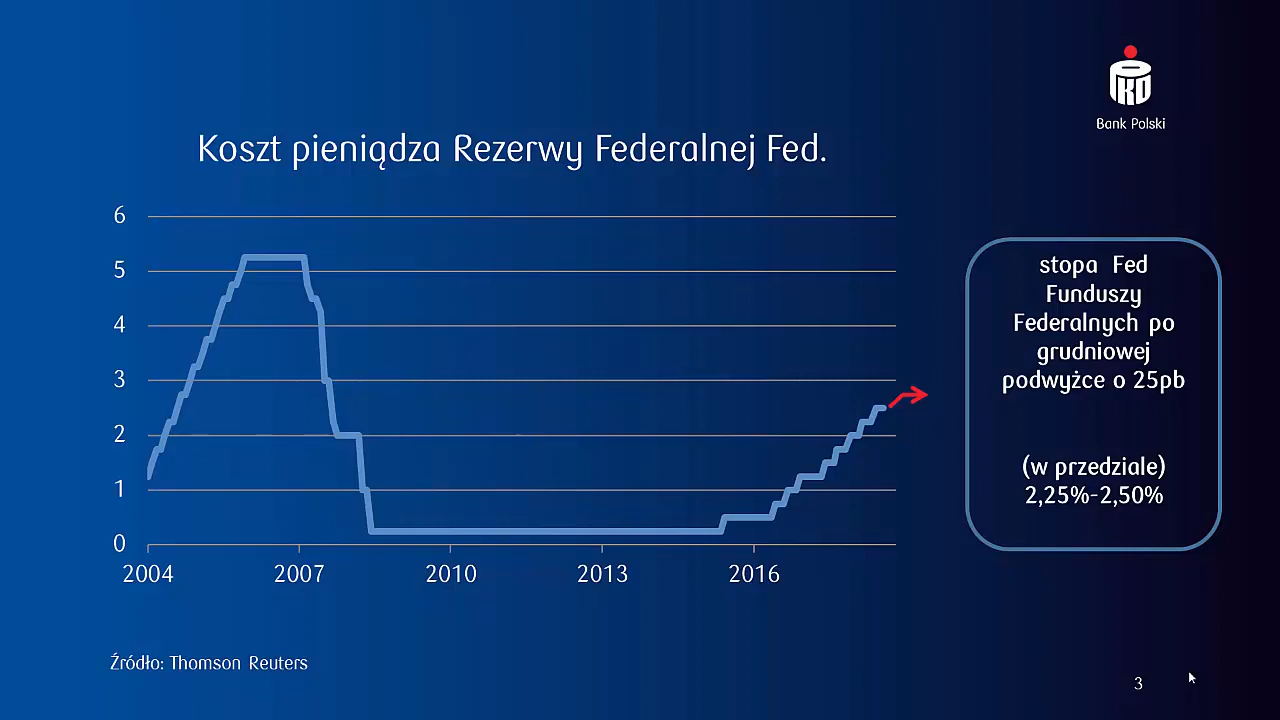 PKO
Bank Polski
Koszt pieniądza Rezerwy Federalnej Fed.
6
5
4
3
2
1
0
2004 2007 2010 2013 2016
stopa Fed
Funduszy
Federalnych po
grudniowej
podwyżce o 25pb
(w przedziale)
2,25%-2,50%
Źródło: Thomson Reuters
3